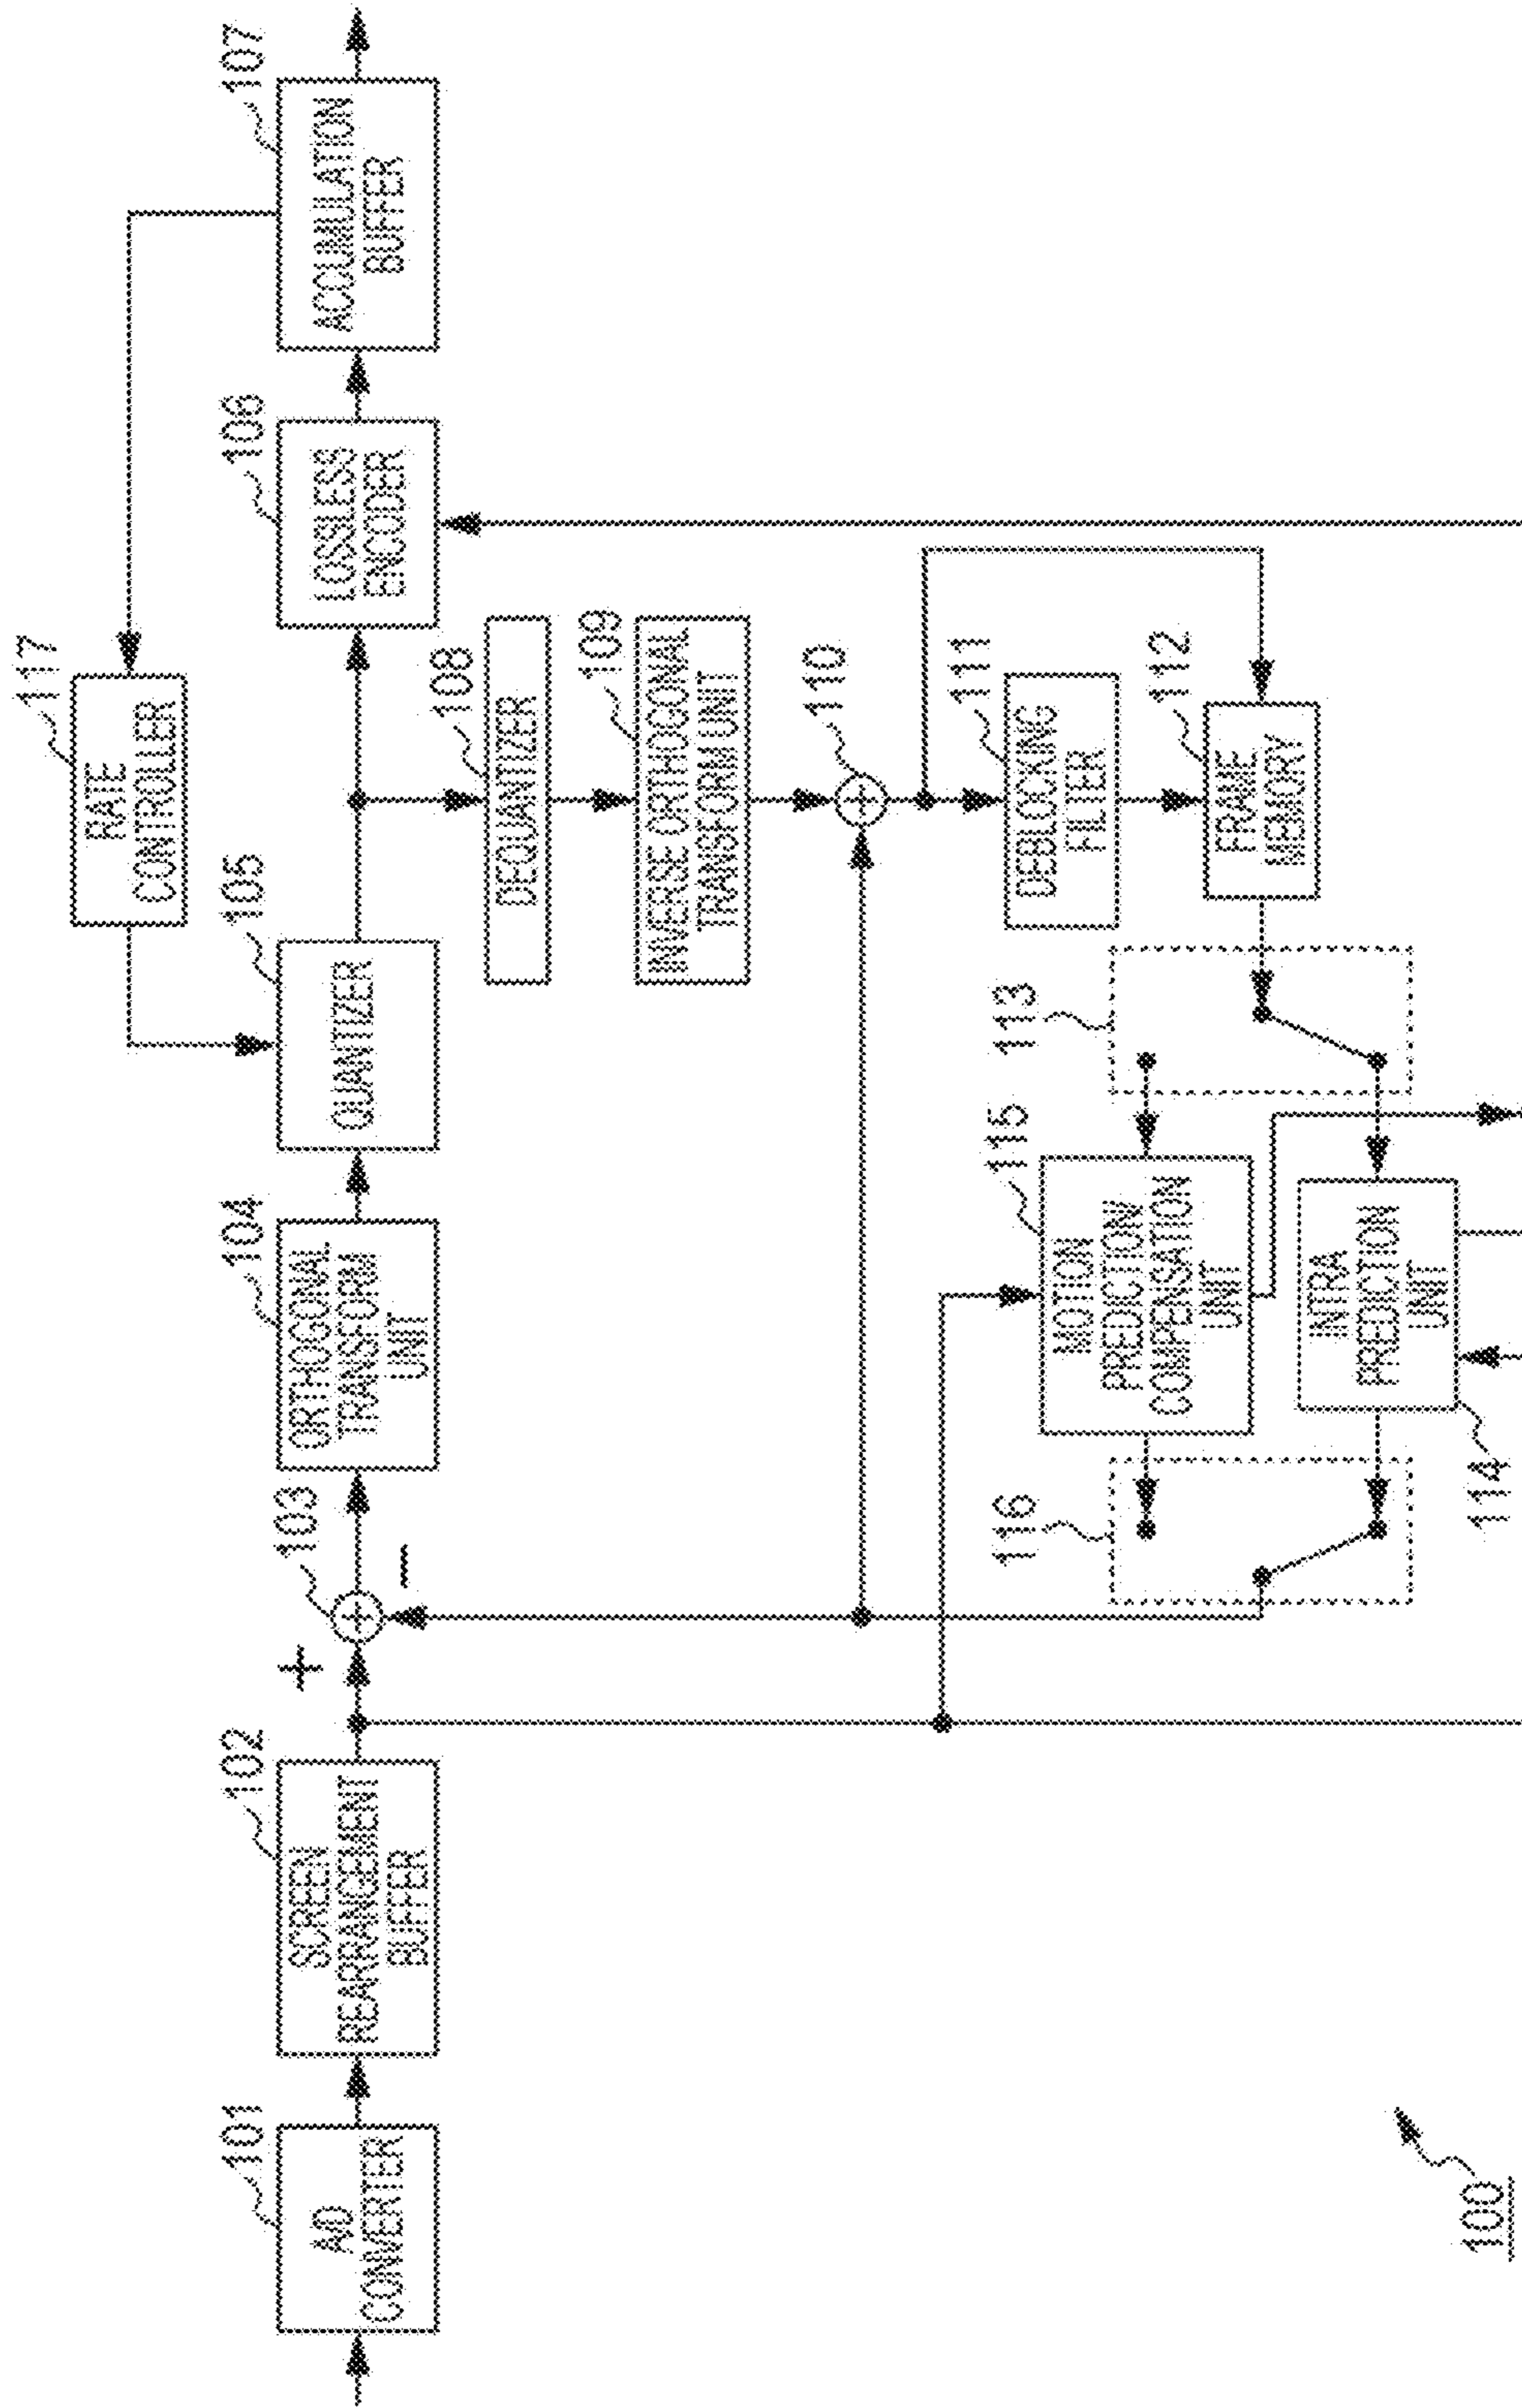 117
RATE
CONTROLLER
101
A/D
CONVERTER
102
SCREEN
REARRANGEMENT
BUFFER
+
103
−
104
ORTHOGONAL
TRANSFORM
UNIT
105
QUANTIZER
106
LOSSLESS
ENCODER
107
ACCUMULATION
BUFFER
108
DEQUANTIZER
109
INVERSE ORTHOGONAL
TRANSFORM UNIT
110
111
DEBLOCKING
FILTER
112
FRAME
MEMORY
116
115
MOTION
PREDICTION
COMPENSATION
UNIT
113
114
INTRA
PREDICTION
UNIT
100